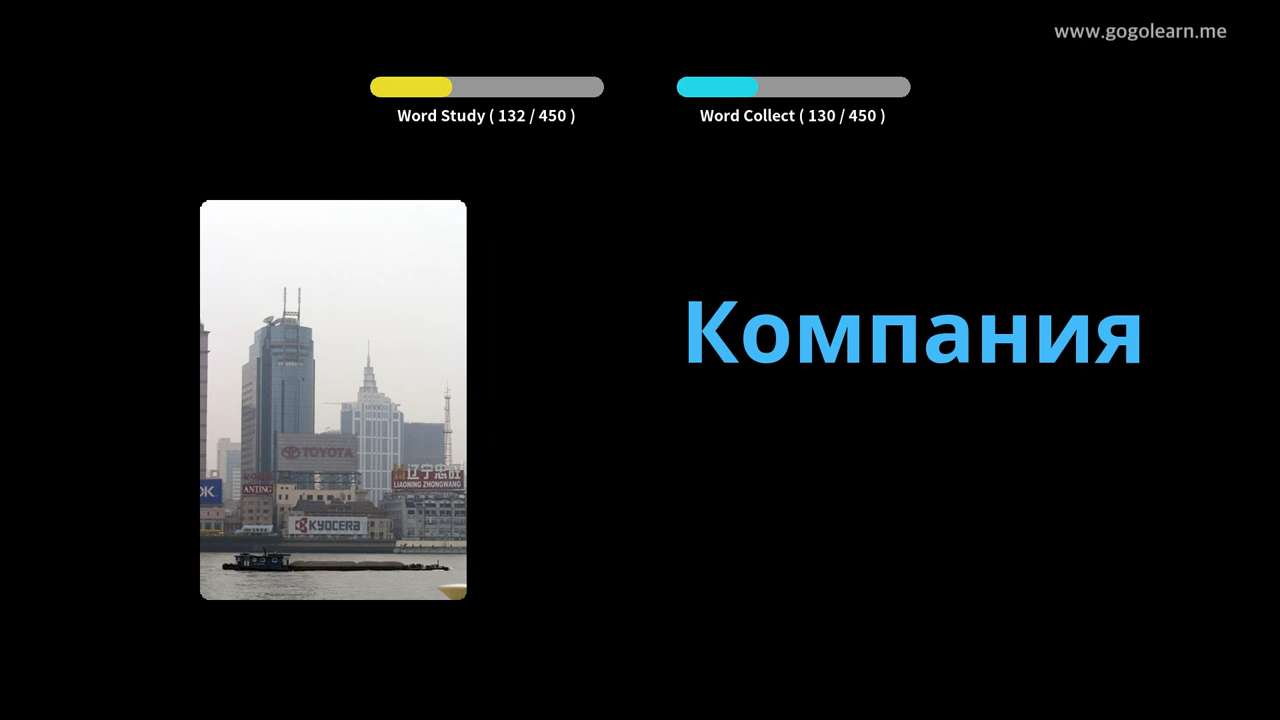 www.gogolearn.me
Word Study ( 132 / 450 )
Word Collect ( 130 / 450 )
Компания
TOYOTA
辽宁忠旺
LIAONING ZHONGWANG
ANTING
OK
KYOCERA